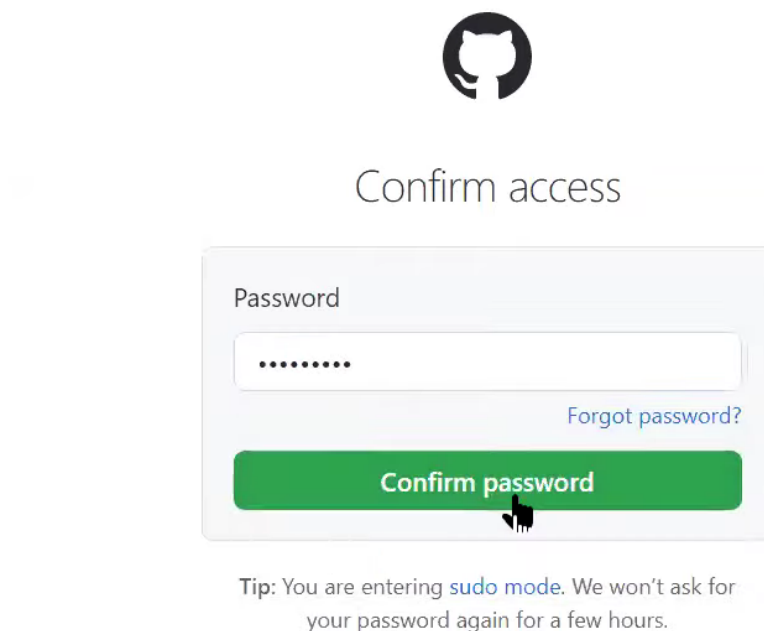 Confirm access
Password
•••••••••
Forgot password?
Confirm password
Tip: You are entering sudo mode. We won't ask for
your password again for a few hours.